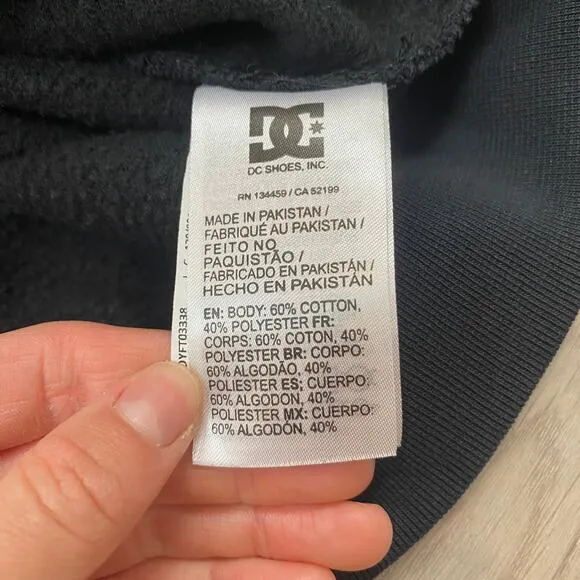 DC
DC SHOES, INC.
RN 134459 / CA 52199
MADE IN PAKISTAN /
FABRIQUÉ AU PAKISTAN /
FEITO NO
PAQUISTÃO /
FABRICADO EN PAKISTÁN /
HECHO EN PAKISTÁN
EN: BODY: 60% COTTON,
40% POLYESTER FR:
CORPS: 60% COTON, 40%
POLYESTER BR: CORPO:
60% ALGODÃO, 40%
POLIESTER ES; CUERPO:
60% ALGODON, 40%
POLIESTER MX: CUERPO:
60% ALGODÓN, 40%
DYFT03338